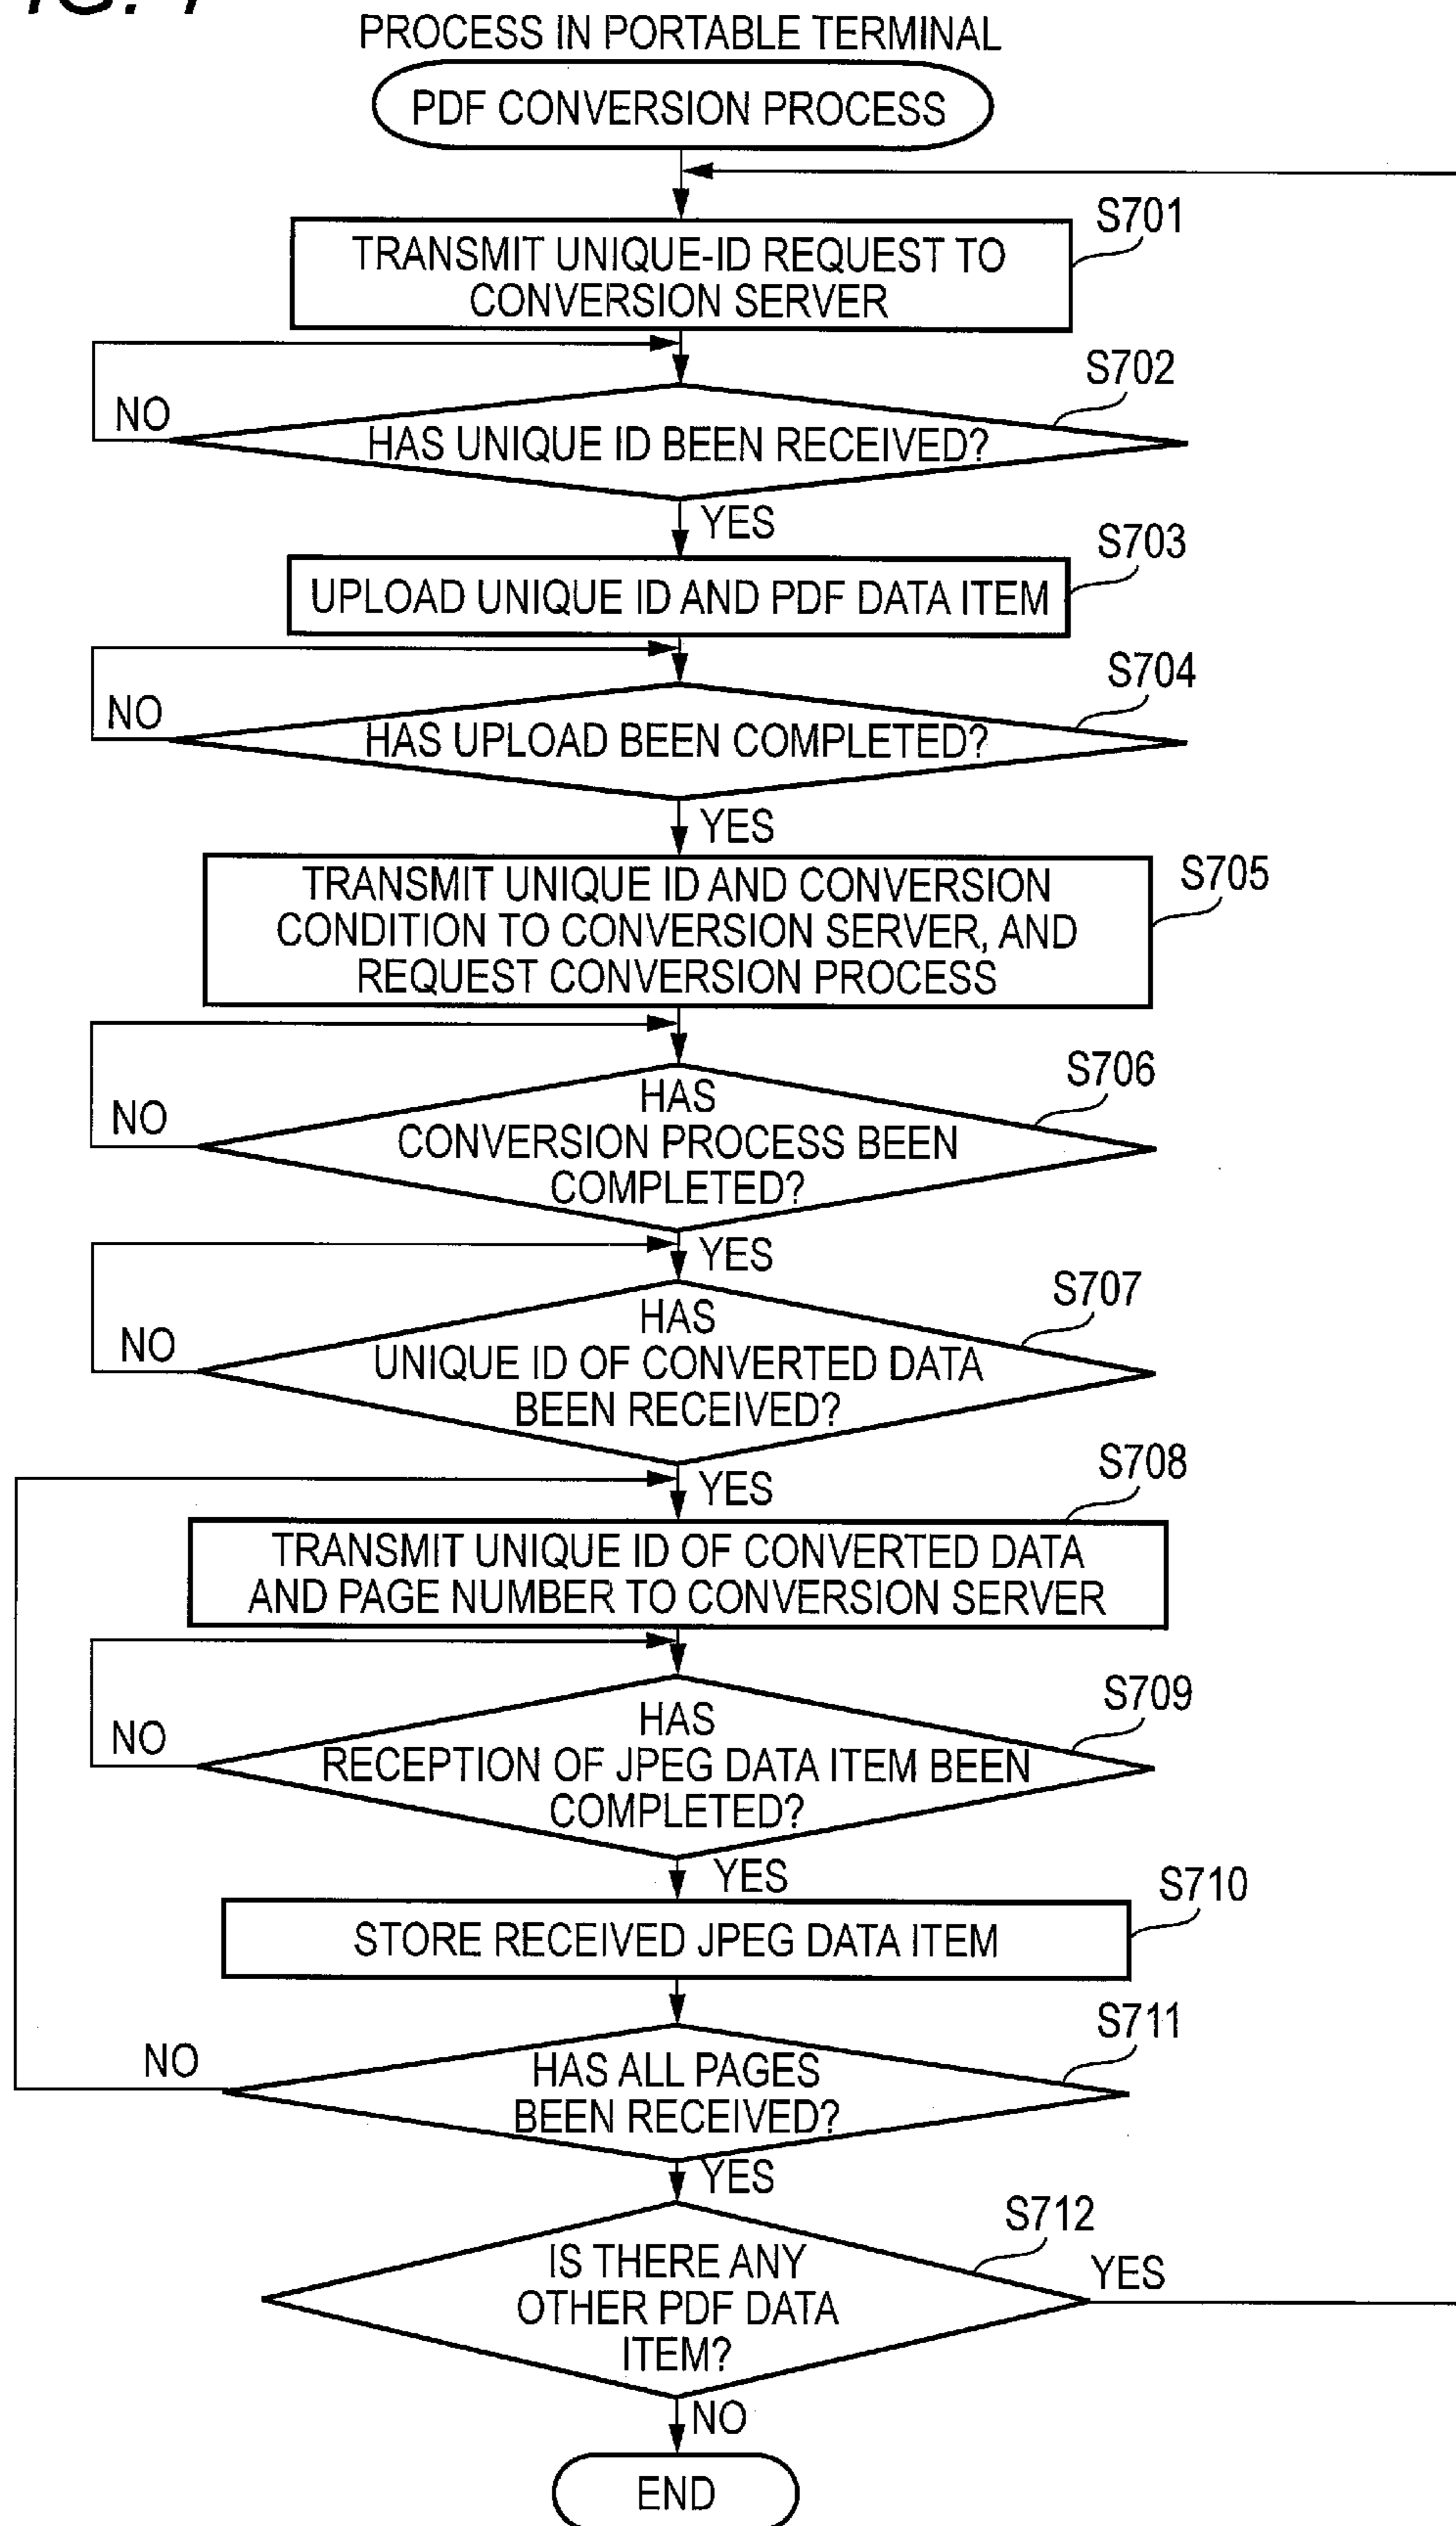 PROCESS IN PORTABLE TERMINAL
PDF CONVERSION PROCESS
S701
TRANSMIT UNIQUE-ID REQUEST TO
CONVERSION SERVER
S702
NO
HAS UNIQUE ID BEEN RECEIVED?
YES
S703
UPLOAD UNIQUE ID AND PDF DATA ITEM
S704
NO
HAS UPLOAD BEEN COMPLETED?
YES
S705
TRANSMIT UNIQUE ID AND CONVERSION
CONDITION TO CONVERSION SERVER, AND
REQUEST CONVERSION PROCESS
S706
NO
HAS
CONVERSION PROCESS BEEN
COMPLETED?
YES
S707
NO
HAS
UNIQUE ID OF CONVERTED DATA
BEEN RECEIVED?
YES
S708
TRANSMIT UNIQUE ID OF CONVERTED DATA
AND PAGE NUMBER TO CONVERSION SERVER
S709
NO
HAS
RECEPTION OF JPEG DATA ITEM BEEN
COMPLETED?
YES
S710
STORE RECEIVED JPEG DATA ITEM
S711
NO
HAS ALL PAGES
BEEN RECEIVED?
YES
S712
IS THERE ANY
OTHER PDF DATA
ITEM?
YES
NO
END